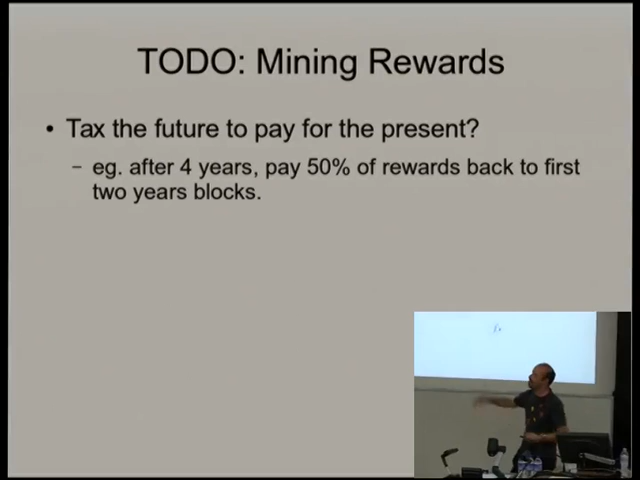 TODO: Mining Rewards
• Tax the future to pay for the present?
– eg. after 4 years, pay 50% of rewards back to first
two years blocks.